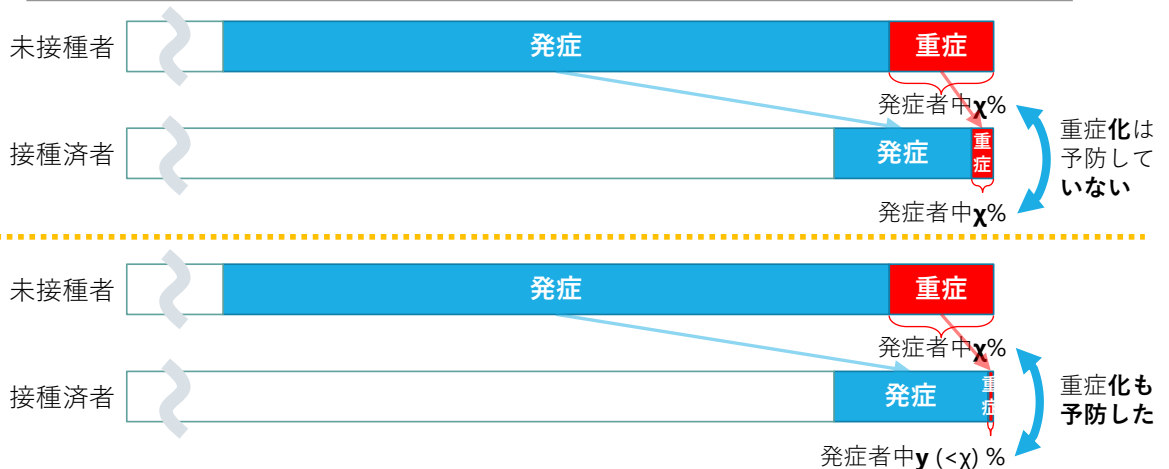 未接種者
発症
重症
発症者中χ%
接種済者
発症
重
症
発症者中χ%
重症化は
予防して
いない
未接種者
発症
重症
発症者中χ%
接種済者
発症
重
症
発症者中y (<χ) %
重症化も
予防した